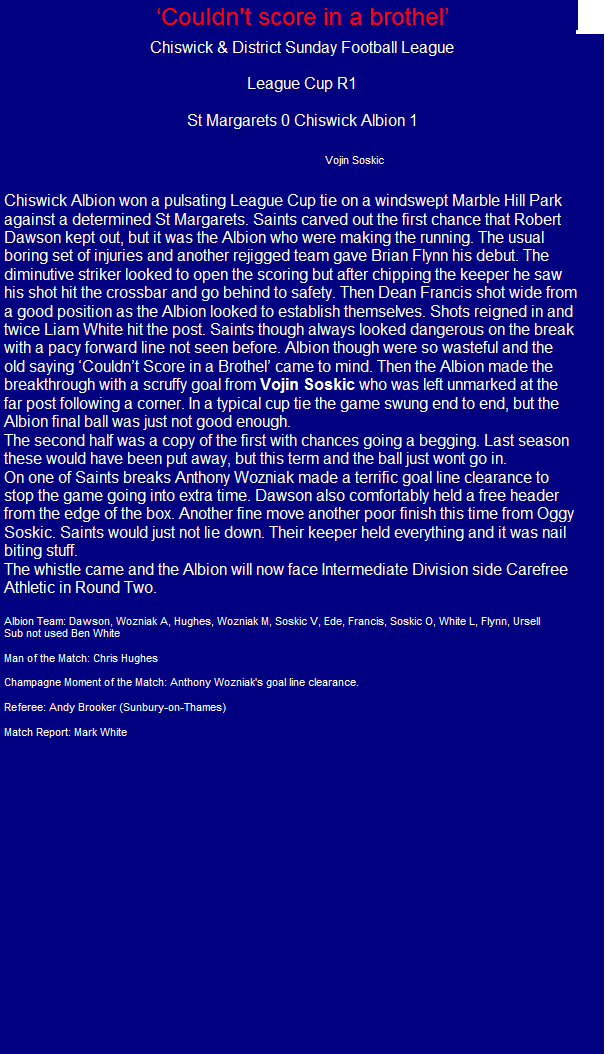 ‘Couldn't score in a brothel’
Chiswick & District Sunday Football League
League Cup R1
St Margarets 0 Chiswick Albion 1
Vojin Soskic
Chiswick Albion won a pulsating League Cup tie on a windswept Marble Hill Park
against a determined St Margarets. Saints carved out the first chance that Robert
Dawson kept out, but it was the Albion who were making the running. The usual
boring set of injuries and another rejigged team gave Brian Flynn his debut. The
diminutive striker looked to open the scoring but after chipping the keeper he saw
his shot hit the crossbar and go behind to safety. Then Dean Francis shot wide from
a good position as the Albion looked to establish themselves. Shots reigned in and
twice Liam White hit the post. Saints though always looked dangerous on the break
with a pacy forward line not seen before. Albion though were so wasteful and the
old saying ‘Couldn’t Score in a Brothel’ came to mind. Then the Albion made the
breakthrough with a scruffy goal from Vojin Soskic who was left unmarked at the
far post following a corner. In a typical cup tie the game swung end to end, but the
Albion final ball was just not good enough.
The second half was a copy of the first with chances going a begging. Last season
these would have been put away, but this term and the ball just wont go in.
On one of Saints breaks Anthony Wozniak made a terrific goal line clearance to
stop the game going into extra time. Dawson also comfortably held a free header
from the edge of the box. Another fine move another poor finish this time from Oggy
Soskic. Saints would just not lie down. Their keeper held everything and it was nail
biting stuff.
The whistle came and the Albion will now face Intermediate Division side Carefree
Athletic in Round Two.
Albion Team: Dawson, Wozniak A, Hughes, Wozniak M, Soskic V, Ede, Francis, Soskic O, White L, Flynn, Ursell
Sub not used Ben White
Man of the Match: Chris Hughes
Champagne Moment of the Match: Anthony Wozniak's goal line clearance.
Referee: Andy Brooker (Sunbury-on-Thames)
Match Report: Mark White